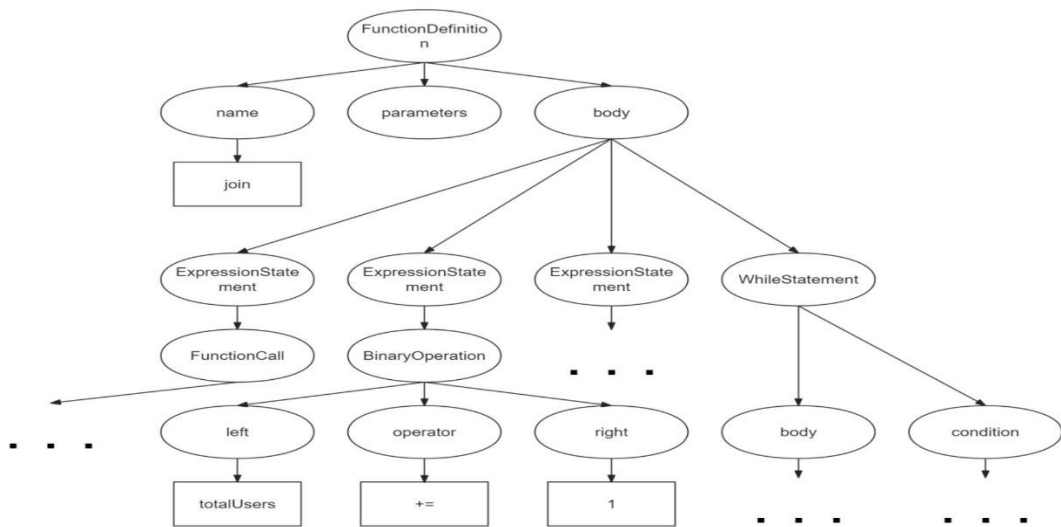 FunctionDefinitio
n
name
parameters
body
join
ExpressionState
ment
ExpressionState
ment
ExpressionState
ment
WhileStatement
FunctionCall
BinaryOperation
. . .
. . .
left
operator
right
body
condition
totalUsers
+=
1
. . .
. . .